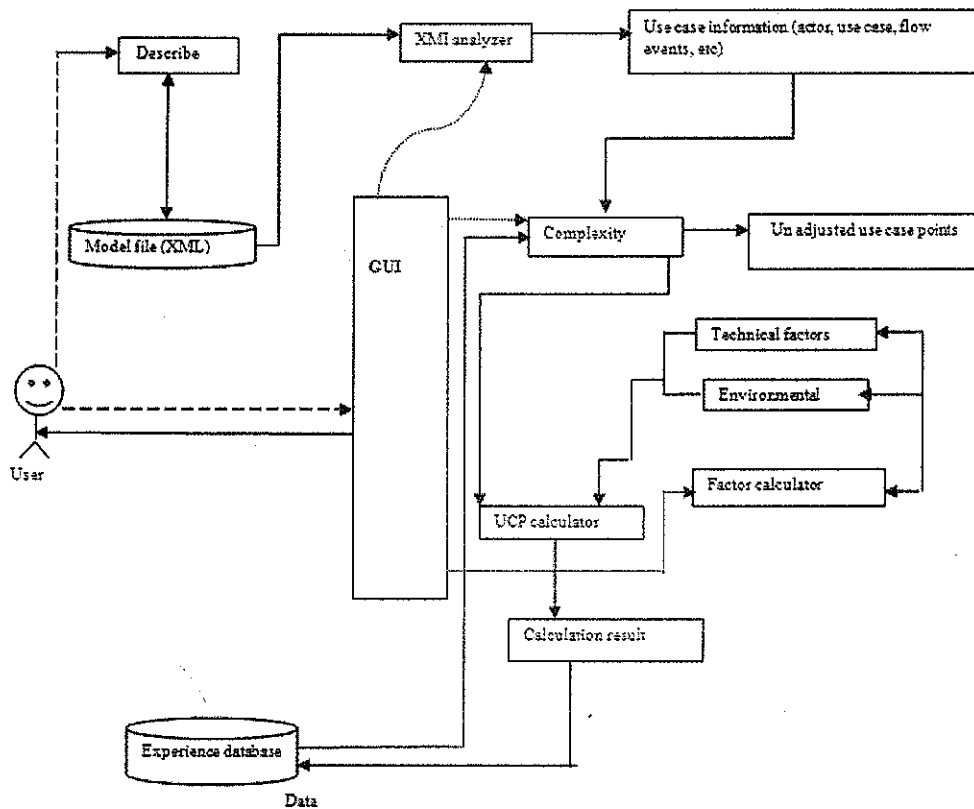 Describe
XMI analyzer
Use case information (actor, use case, flow
events, etc)
Model file (XML)
GUI
Complexity
Un adjusted use case points
Technical factors
Environmental
User
Factor calculator
UCP calculator
Calculation result
Experience database
Data